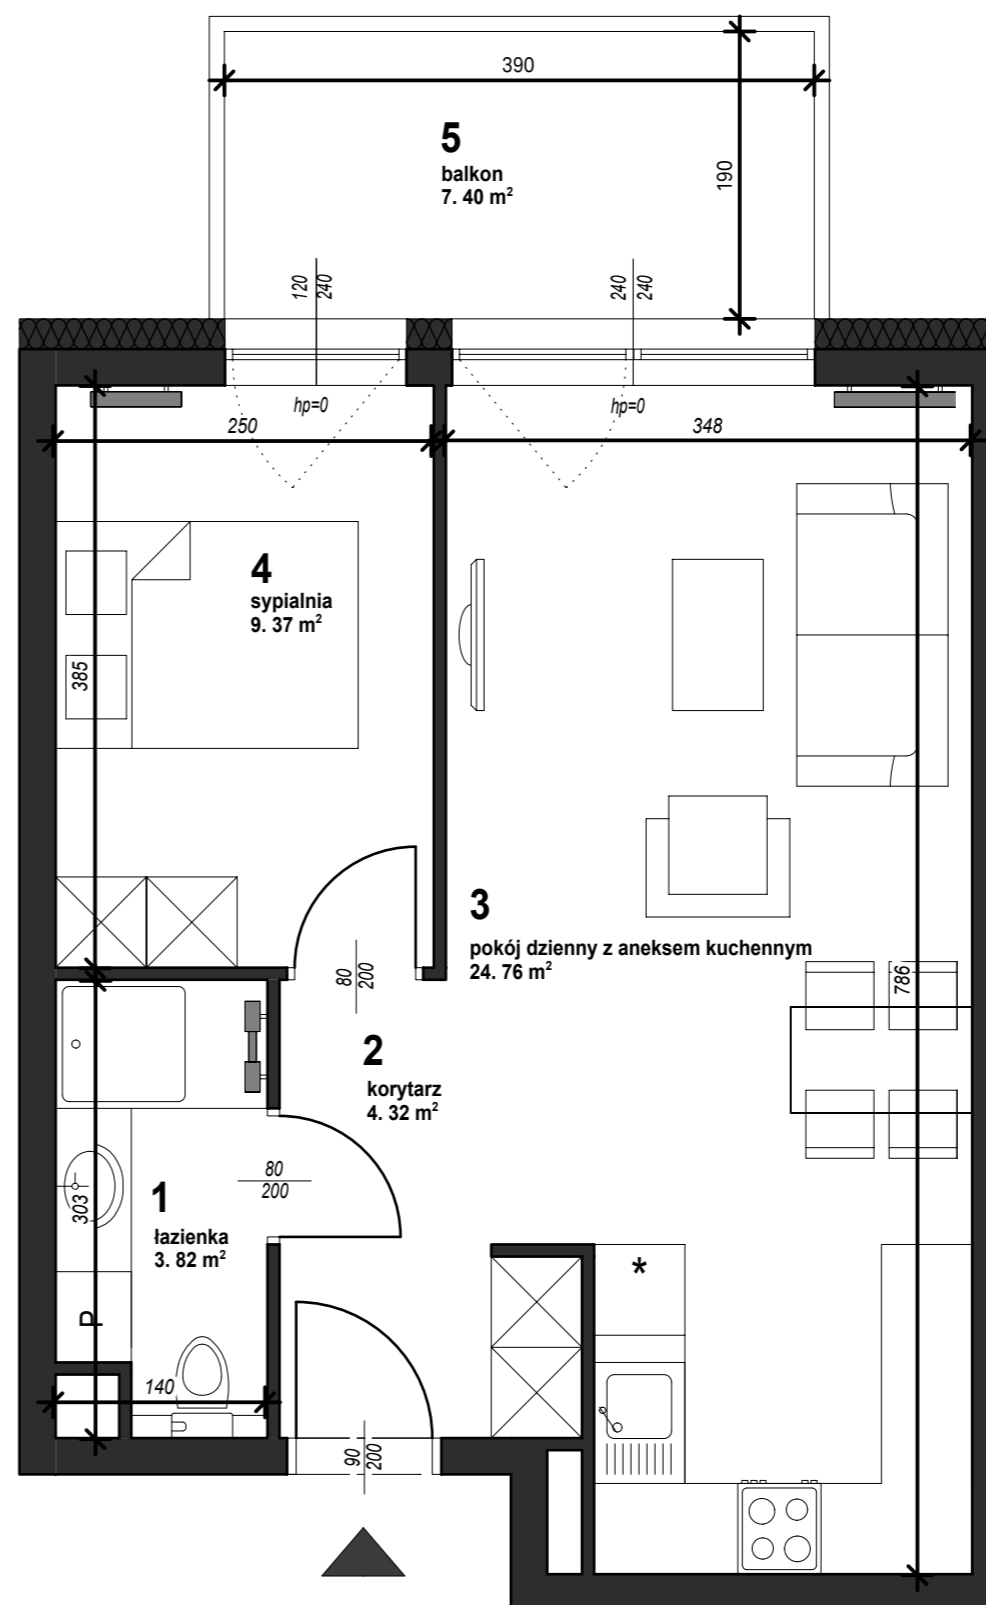 390
5
balkon
7. 40 m²
190
120
240
240
240
hp=0
hp=0
250
348
4
sypialnia
9. 37 m²
385
3
pokój dzienny z aneksem kuchennym
24. 76 m²
786
80
200
2
korytarz
4. 32 m²
80
200
303
1
łazienka
3. 82 m²
*
P
140
90
200